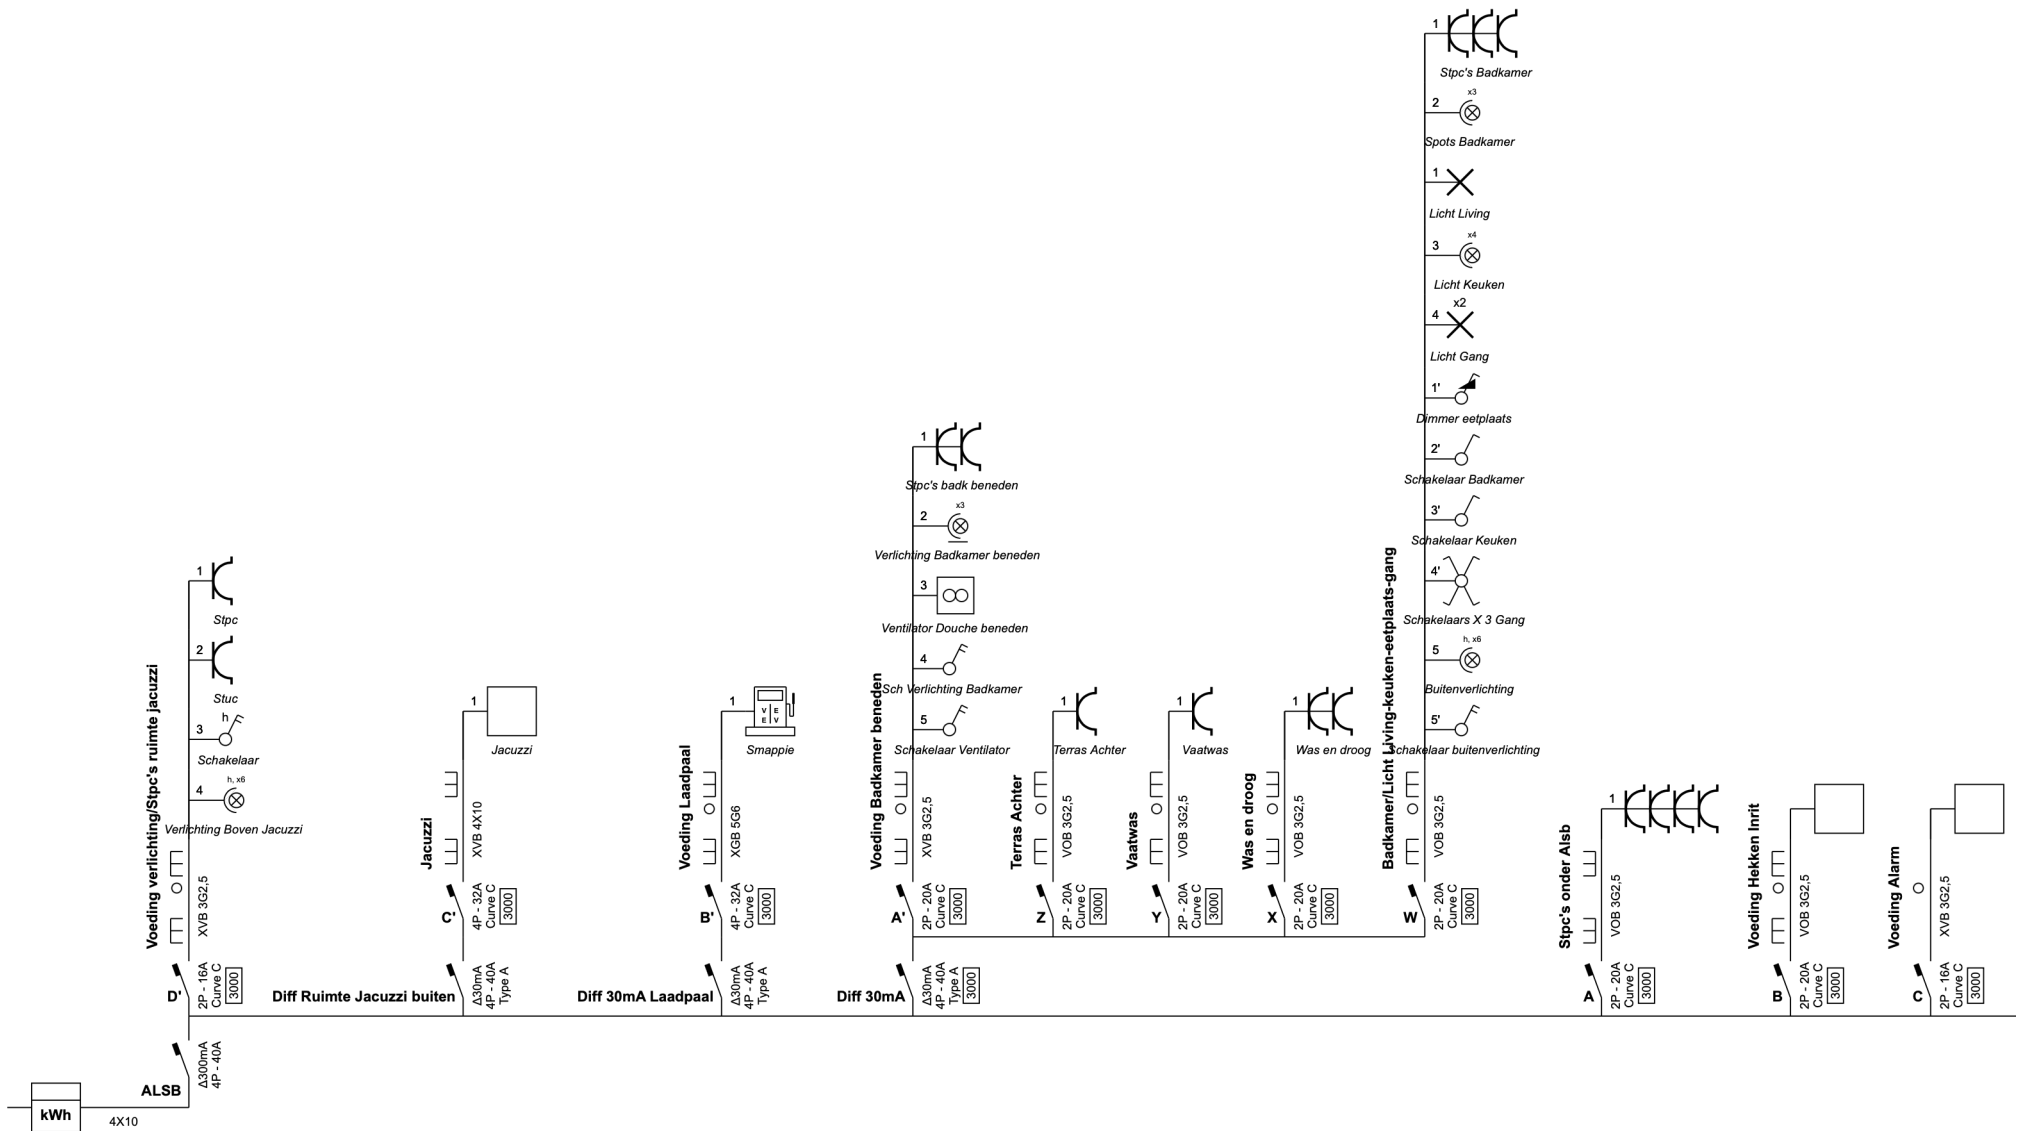 1
Stpc's Badkamer
2
x3
Spots Badkamer
1
Licht Living
3
x4
Licht Keuken
x2
4
Licht Gang
1'
Dimmer eetplaats
2'
Schakelaar Badkamer
3'
Schakelaar Keuken
4'
Schakelaars X 3 Gang
h, x6
5
Buitenverlichting
5'
Schakelaar buitenverlichting
Badkamer/Licht Living-keuken-eetplaats-gang
VOB 3G2,5
W
2P - 20A
Curve C
3000
1
Stpc
2
Stuc
h
3
Schakelaar
h, x6
4
Verlichting Boven Jacuzzi
Voeding verlichting/Stpc's ruimte jacuzzi
XVB 3G2,5
D'
2P - 16A
Curve C
3000
1
Jacuzzi
Jacuzzi
XVB 4X10
C'
4P - 32A
Curve C
3000
Diff Ruimte Jacuzzi buiten
Δ30mA
4P - 40A
Type A
1
V E
E V
Smappie
Voeding Laadpaal
XGB 5G6
B'
4P - 32A
Curve C
3000
Diff 30mA Laadpaal
Δ30mA
4P - 40A
Type A
1
Stpc's badk beneden
x3
2
Verlichting Badkamer beneden
3
Ventilator Douche beneden
4
Sch Verlichting Badkamer
5
Schakelaar Ventilator
Voeding Badkamer beneden
XVB 3G2,5
A'
2P - 20A
Curve C
3000
Diff 30mA
Δ30mA
4P - 40A
Type A
3000
1
Terras Achter
Terras Achter
VOB 3G2,5
Z
2P - 20A
Curve C
3000
1
Vaatwas
Vaatwas
VOB 3G2,5
Y
2P - 20A
Curve C
3000
1
Was en droog
Was en droog
VOB 3G2,5
X
2P - 20A
Curve C
3000
1
Stpc's onder Alsb
VOB 3G2,5
A
2P - 20A
Curve C
3000
Voeding Hekken Inrit
VOB 3G2,5
B
2P - 20A
Curve C
3000
Voeding Alarm
XVB 3G2,5
C
2P - 16A
Curve C
3000
ALSB
Δ300mA
4P - 40A
kWh
4X10